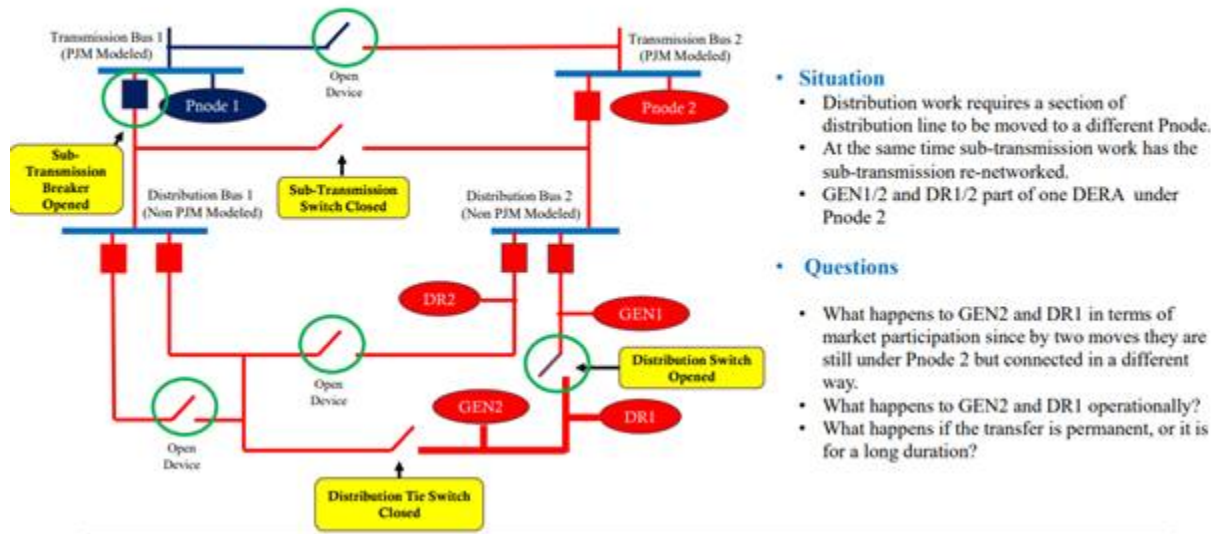 Transmission Bus 1
(PJM Modeled)
Open
Device
Transmission Bus 2
(PJM Modeled)
Pnode 1
Pnode 2
Sub-
Transmission
Breaker
Opened
Sub-Transmission
Switch Closed
Distribution Bus 1
(Non PJM Modeled)
Distribution Bus 2
(Non PJM Modeled)
DR2
GEN1
Open
Device
Distribution Switch
Opened
GEN2
DR1
Open
Device
Distribution Tie Switch
Closed
• Situation
• Distribution work requires a section of
distribution line to be moved to a different Pnode.
• At the same time sub-transmission work has the
sub-transmission re-networked.
• GEN1/2 and DR1/2 part of one DERA under
Pnode 2
• Questions
• What happens to GEN2 and DR1 in terms of
market participation since by two moves they are
still under Pnode 2 but connected in a different
way.
• What happens to GEN2 and DR1 operationally?
• What happens if the transfer is permanent, or it is
for a long duration?